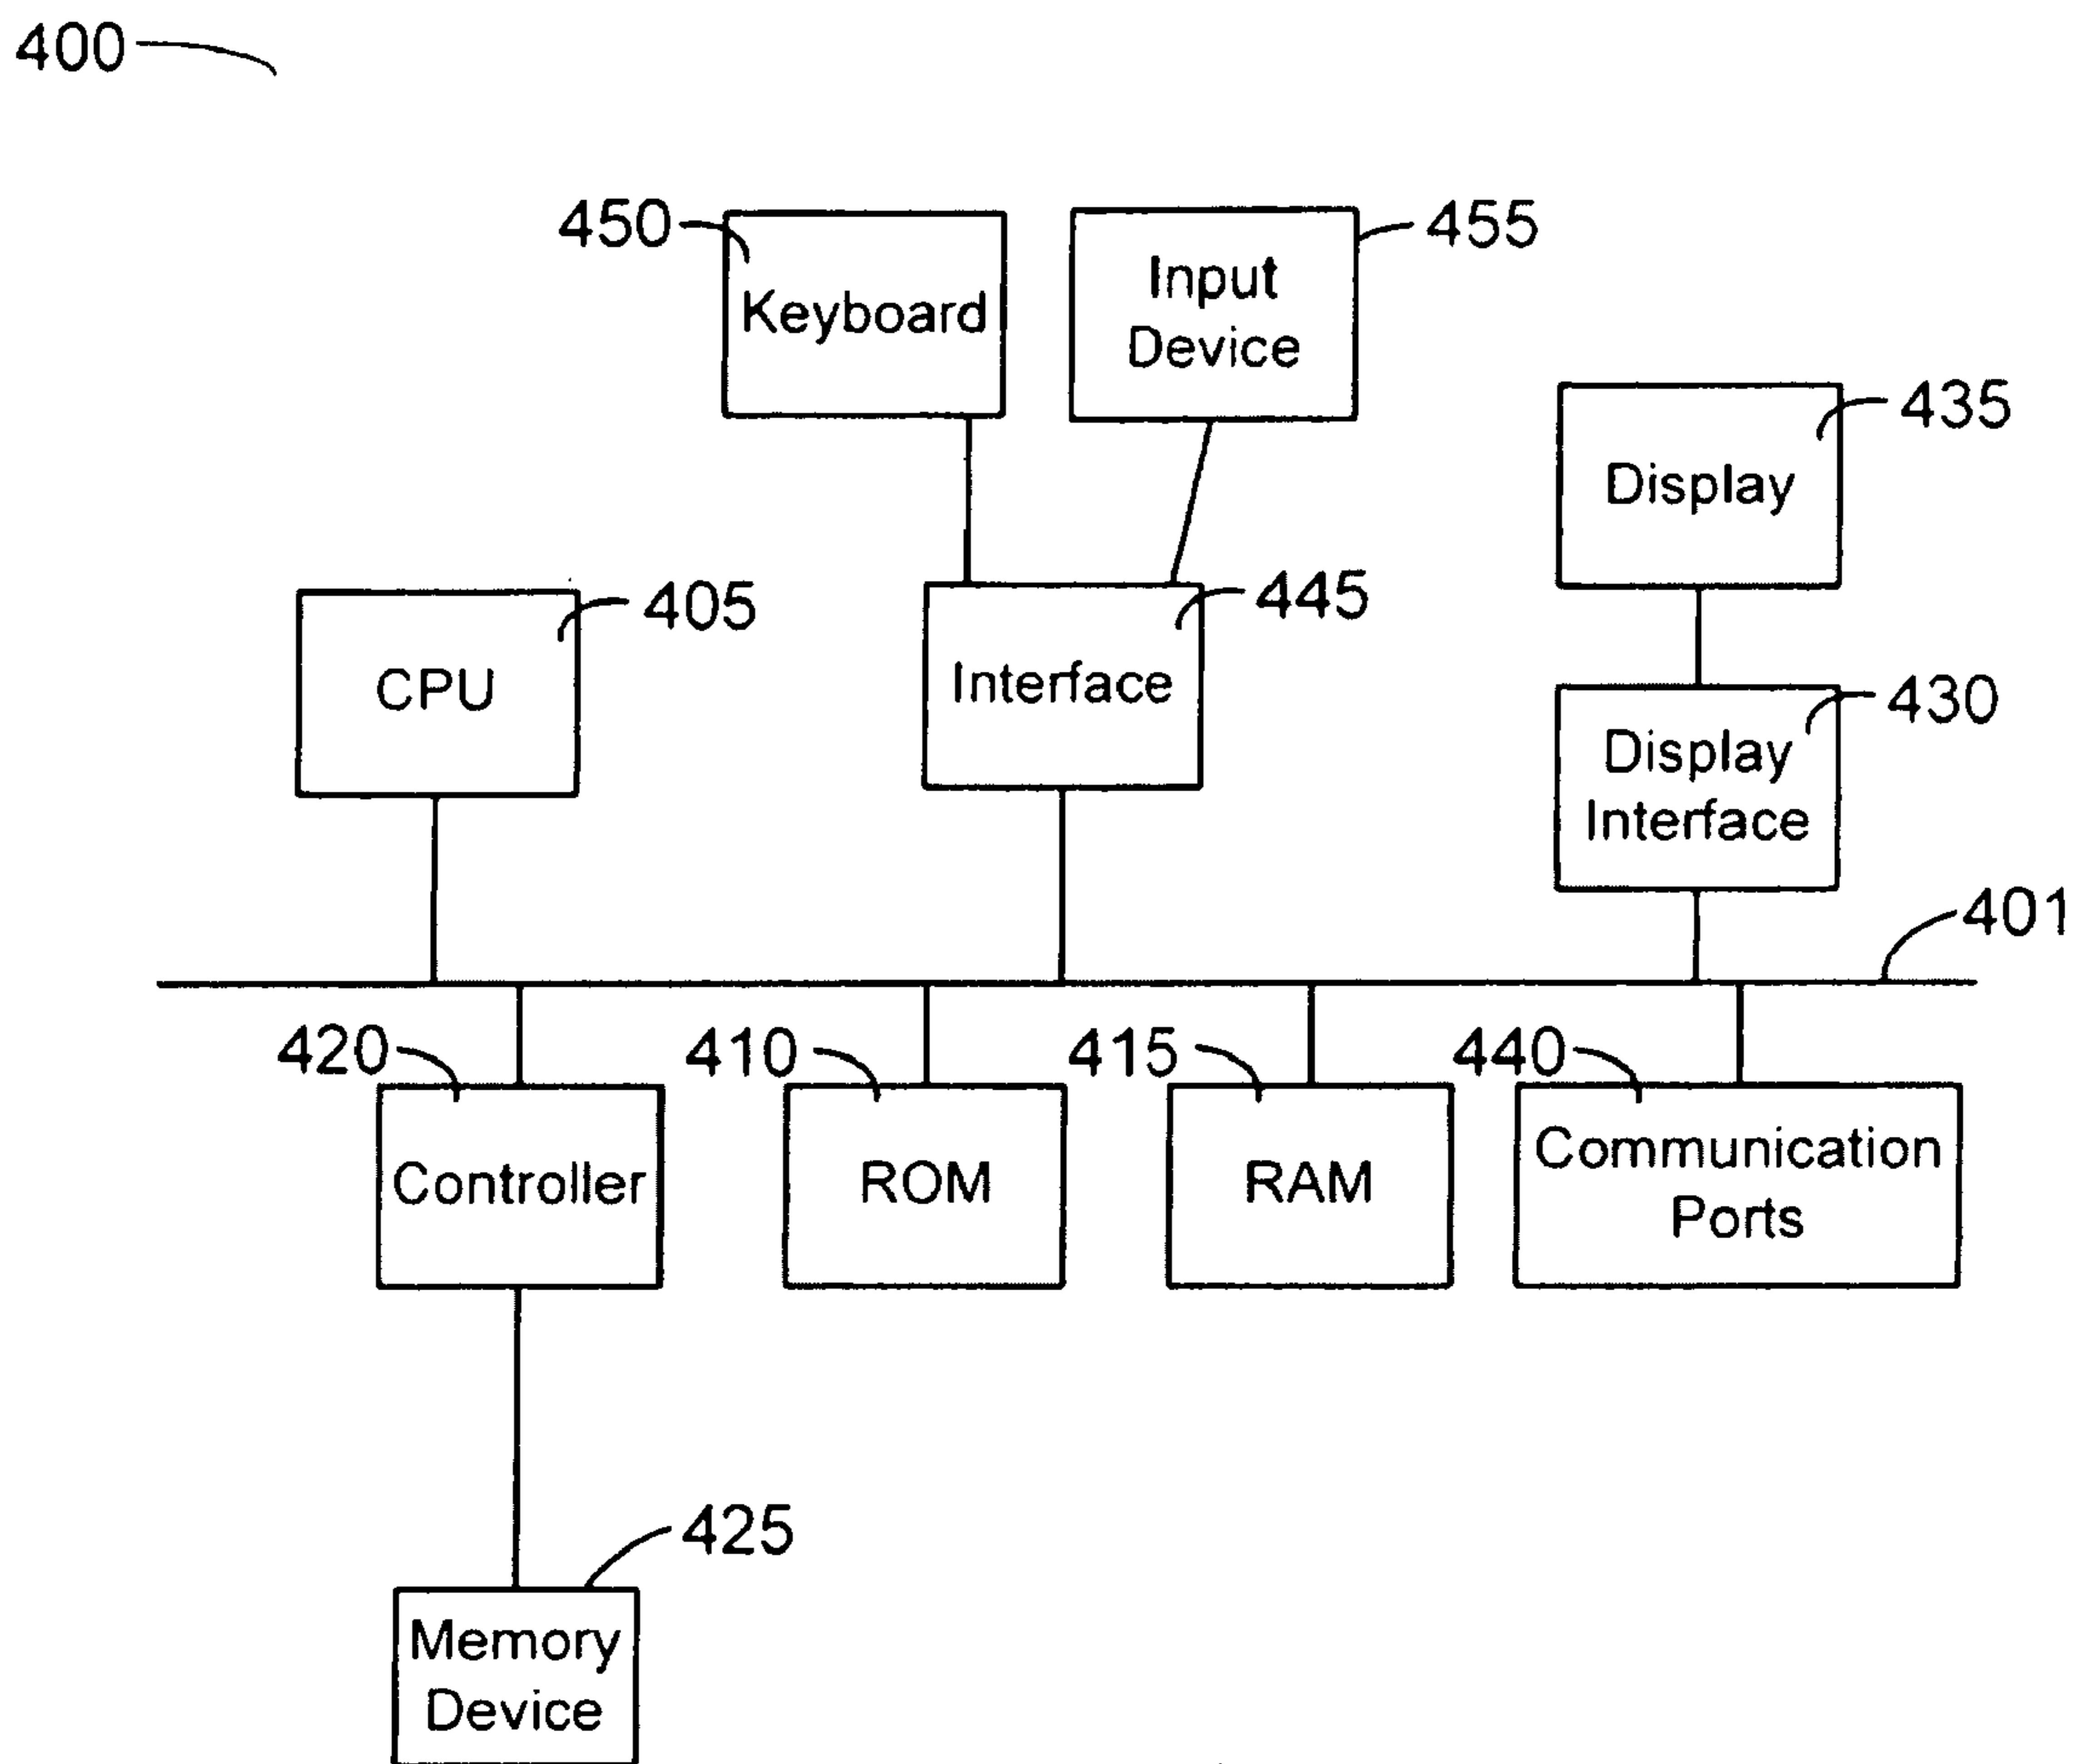 400
450
Keyboard
Input
Device
455
Display
435
CPU
405
Interface
445
Display
Interface
430
401
420
Controller
410
ROM
415
RAM
440
Communication
Ports
425
Memory
Device